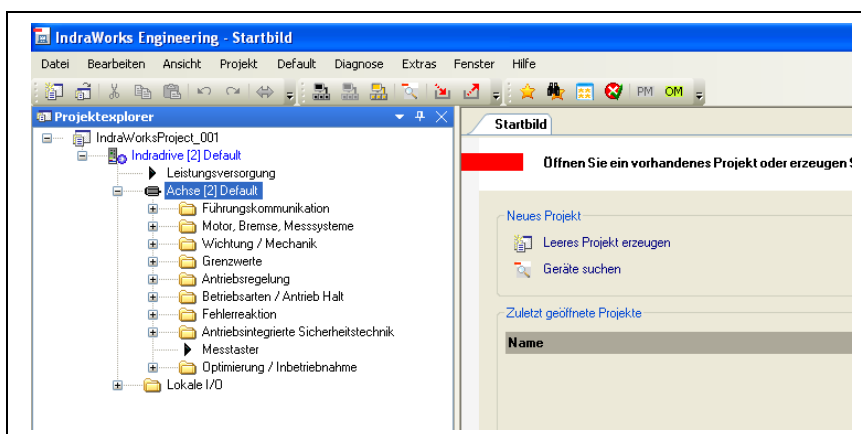 IndraWorks Engineering - Startbild
Datei Bearbeiten Ansicht Projekt Default Diagnose Extras Fenster Hilfe
PM OM
Projektexplorer
IndraWorksProject_001
Indradrive [2] Default
Leistungsversorgung
Achse [2] Default
Führungskommunikation
Motor, Bremse, Messsysteme
Wichtung / Mechanik
Grenzwerte
Antriebsregelung
Betriebsarten / Antrieb Halt
Fehlerreaktion
Antriebsintegrierte Sicherheitstechnik
Messtaster
Optimierung / Inbetriebnahme
Lokale I/O
Startbild
Öffnen Sie ein vorhandenes Projekt oder erzeugen
Neues Projekt
Leeres Projekt erzeugen
Geräte suchen
Zuletzt geöffnete Projekte
Name